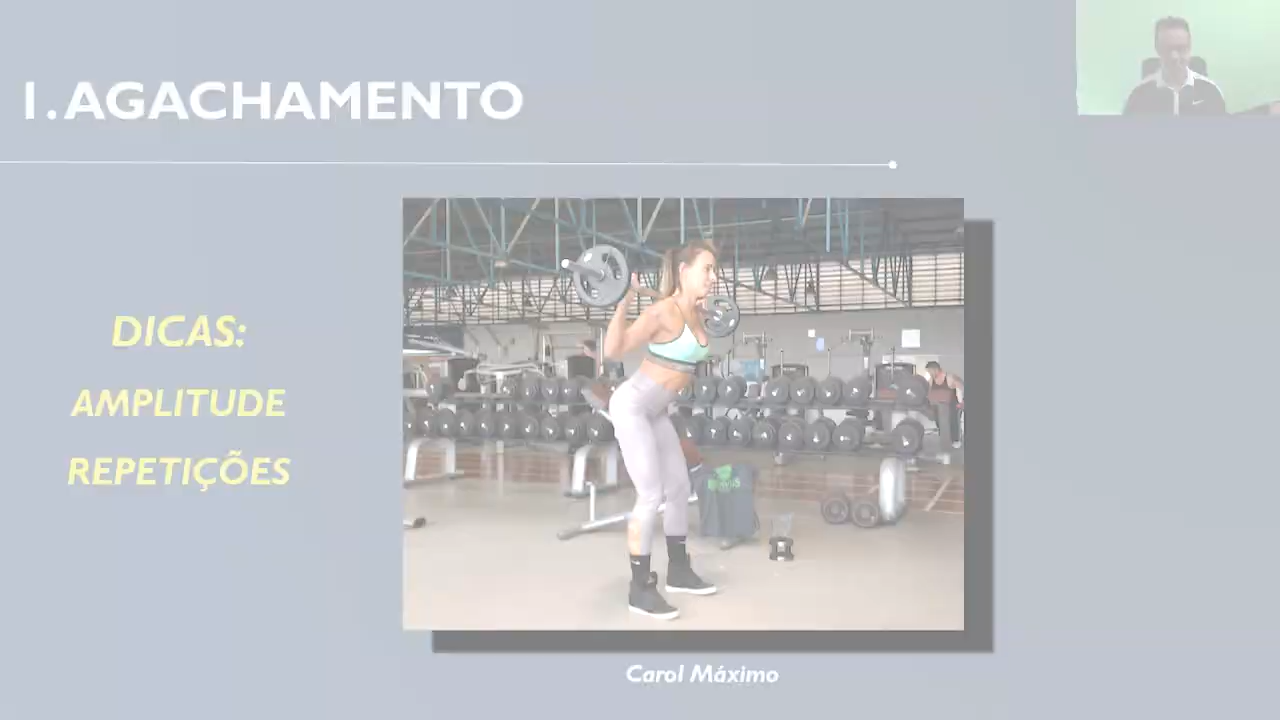 1. AGACHAMENTO
DICAS:
AMPLITUDE
REPETIÇÕES
Carol Máximo